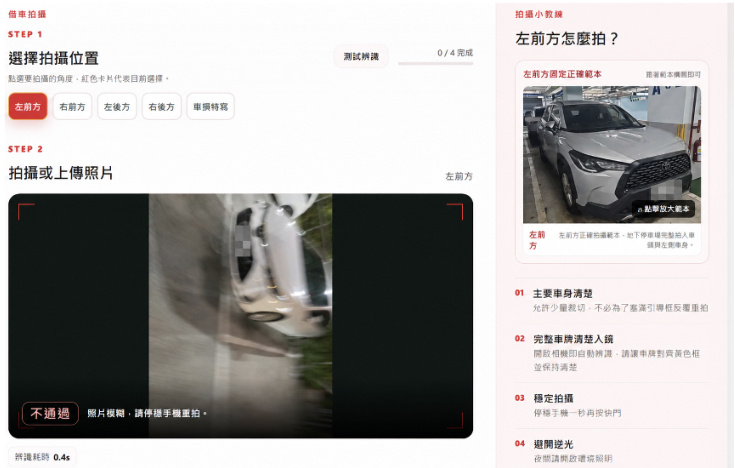 借車拍攝
STEP 1
選擇拍攝位置
點選要拍攝的角度，紅色卡片代表目前選擇。
測試辨識
0 / 4 完成
左前方
右前方
左後方
右後方
車損特寫
STEP 2
拍攝或上傳照片
左前方
不通過
照片模糊，請停穩手機重拍。
辨識耗時 0.4s
拍攝小教練
左前方怎麼拍？
左前方固定正確範本
跟著範本構圖即可
點擊放大範本
左前方
左前方正確拍攝範本，地下停車場完整拍入車
頭與左側車身。
01 主要車身清楚
允許少量裁切，不必為了塞滿引導框反覆重拍
02 完整車牌清楚入鏡
開啟相機即自動辨識，請讓車牌對齊黃色框
並保持清楚
03 穩定拍攝
停穩手機一秒再按快門
04 避開逆光
夜間請開啟環境照明